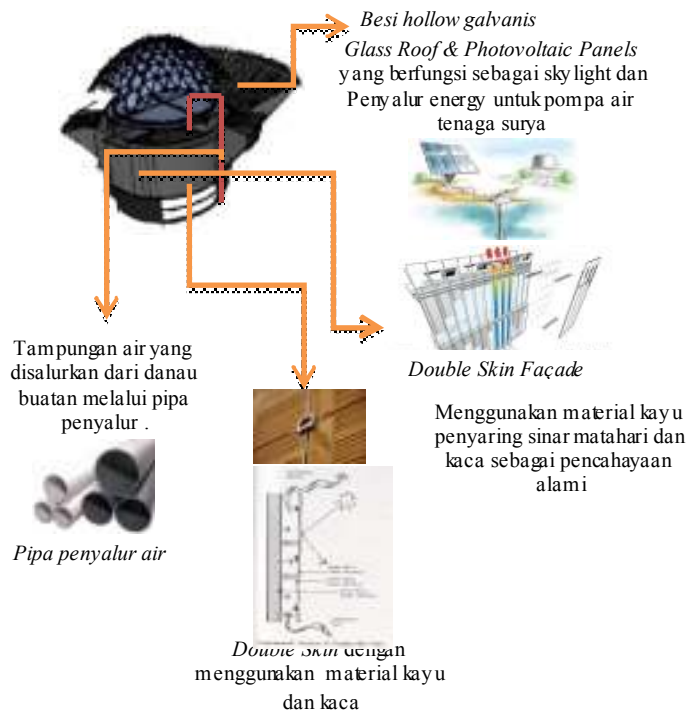 Besi hollow galvanis
Glass Roof & Photovoltaic Panels
yang berfungsi sebagai skylight dan
Penyalur energy untuk pompa air
tenaga surya
Tampungan air yang
disalurkan dari danau
buatan melalui pipa
penyalur .
Pipa penyalur air
Double Skin Façade
Menggunakan material kayu
penyaring sinar matahari dan
kaca sebagai pencahayaan
alami
Double Skin dengan
menggunakan material kayu
dan kaca